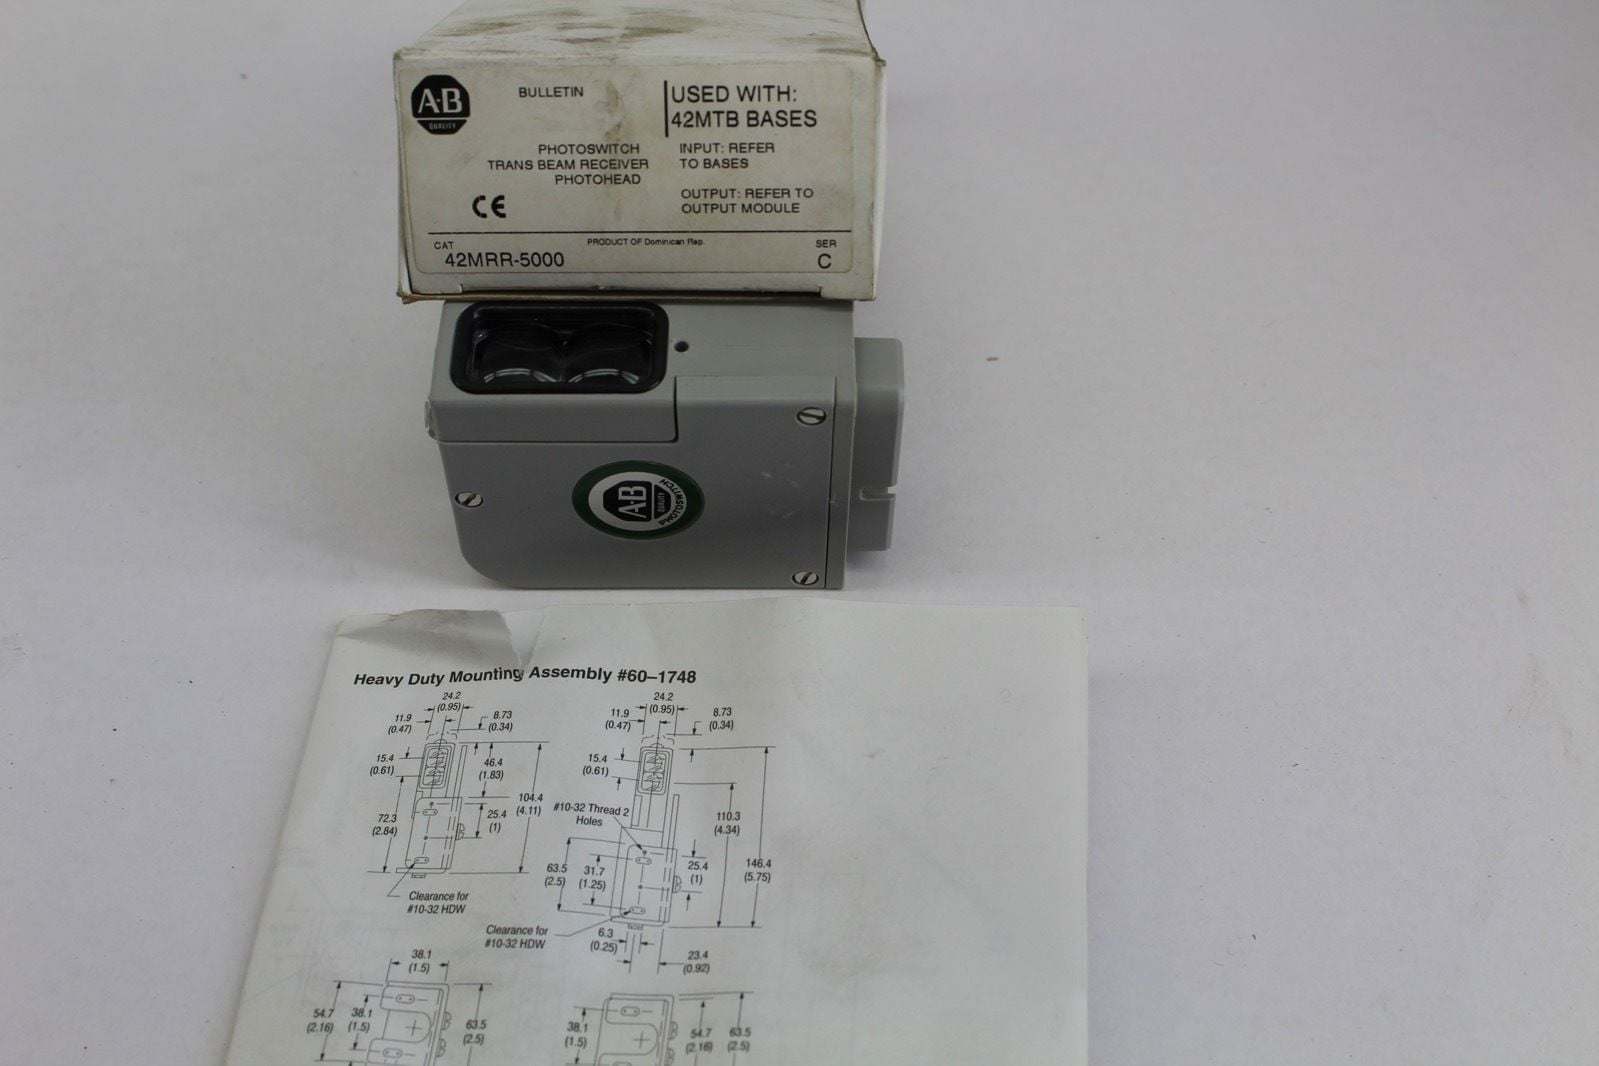 A·B
QUALITY
BULLETIN
USED WITH:
42MTB BASES
PHOTOSWITCH
TRANS BEAM RECEIVER
PHOTOHEAD
INPUT: REFER
TO BASES
OUTPUT: REFER TO
OUTPUT MODULE
CE
PRODUCT OF Dominican Rep.
CAT
42MRR-5000
SER
C
A·B
QUALITY
PHOTOSWITCH
Heavy Duty Mounting Assembly #60–1748
24.2
(0.95)
11.9
(0.47)
8.73
(0.34)
15.4
(0.61)
46.4
(1.83)
104.4
(4.11)
25.4
(1)
72.3
(2.84)
Clearance for
#10-32 HDW
24.2
(0.95)
11.9
(0.47)
8.73
(0.34)
15.4
(0.61)
#10-32 Thread 2
Holes
110.3
(4.34)
146.4
(5.75)
63.5
(2.5)
31.7
(1.25)
25.4
(1)
Clearance for
#10-32 HDW
6.3
(0.25)
23.4
(0.92)
38.1
(1.5)
54.7
(2.16)
38.1
(1.5)
63.5
(2.5)
38.1
(1.5)
54.7
(2.16)
63.5
(2.5)